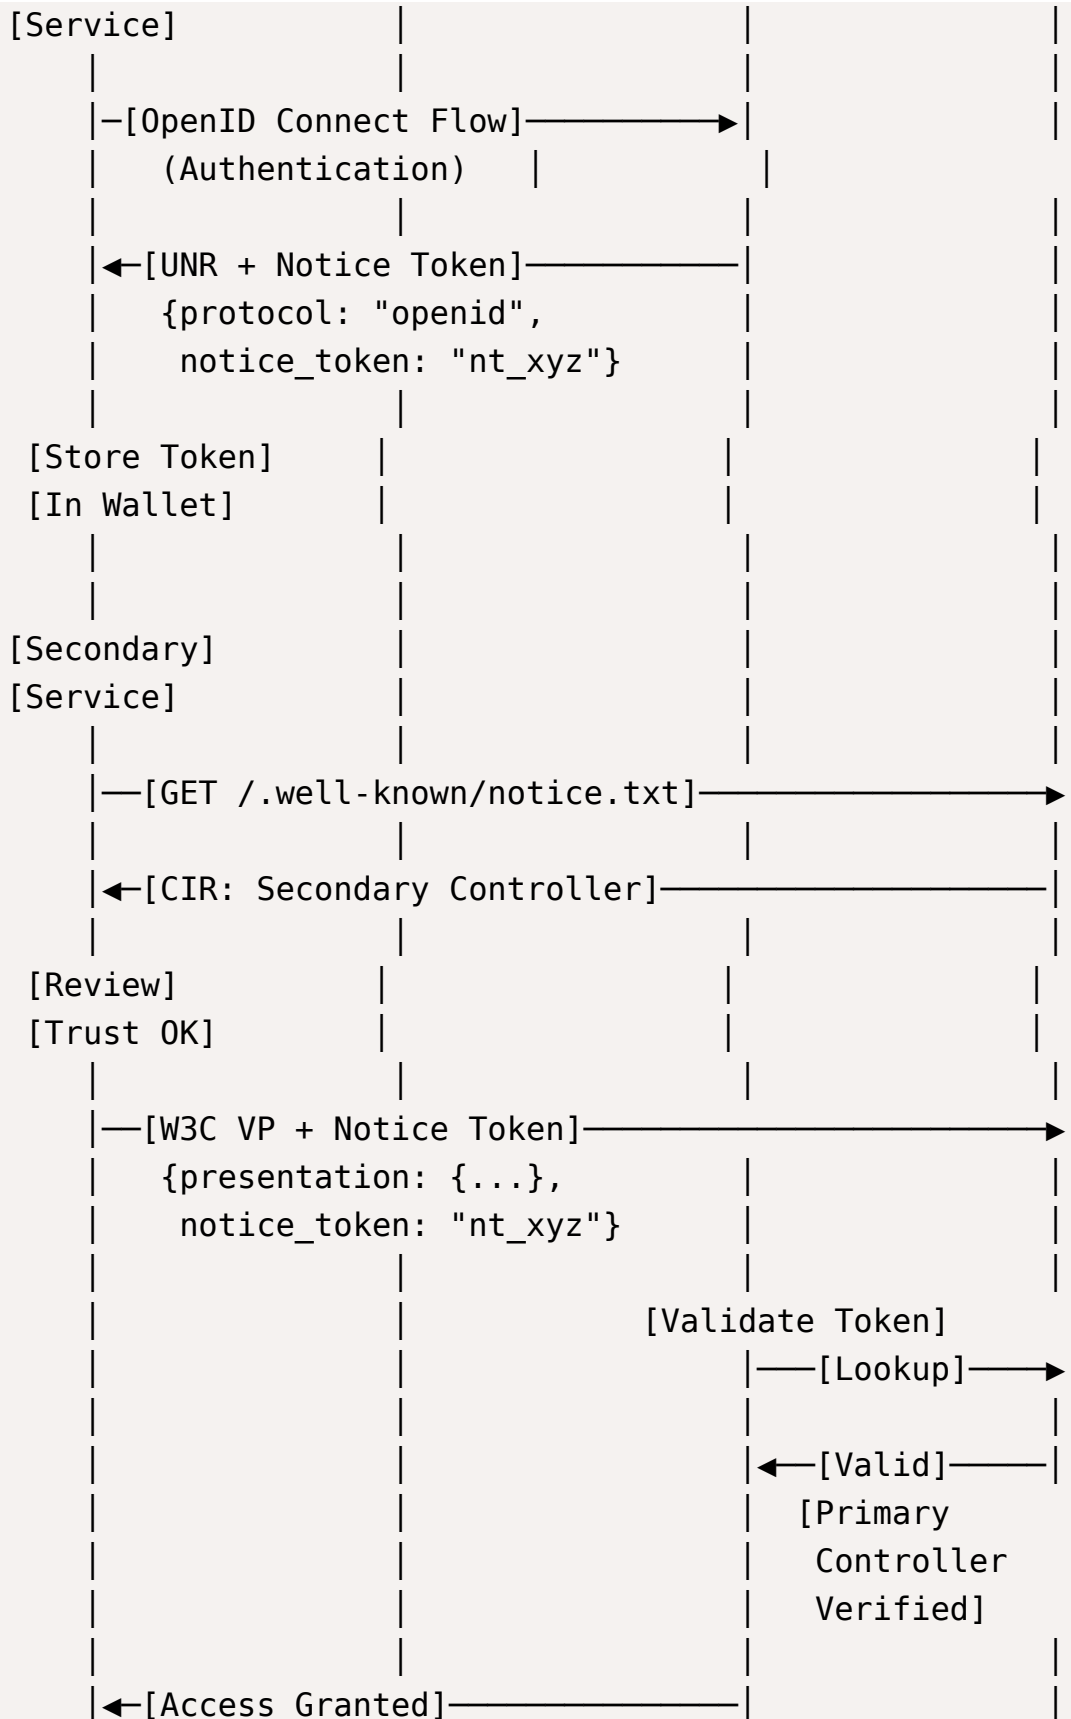 [Service]
[OpenID Connect Flow]
(Authentication)
[UNR + Notice Token]
{protocol: "openid",
notice_token: "nt_xyz"}
[Store Token]
[In Wallet]
[Secondary]
[Service]
[GET /.well-known/notice.txt]
[CIR: Secondary Controller]
[Review]
[Trust OK]
[W3C VP + Notice Token]
{presentation: {...},
notice_token: "nt_xyz"}
[Validate Token]
[Lookup]
[Valid]
[Primary
Controller
Verified]
[Access Granted]